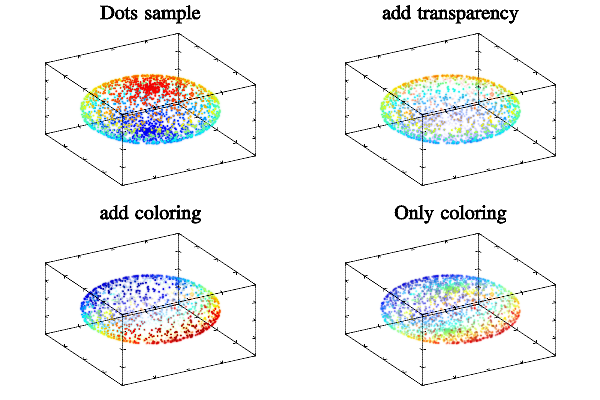 Dots sample
add transparency
add coloring
Only coloring